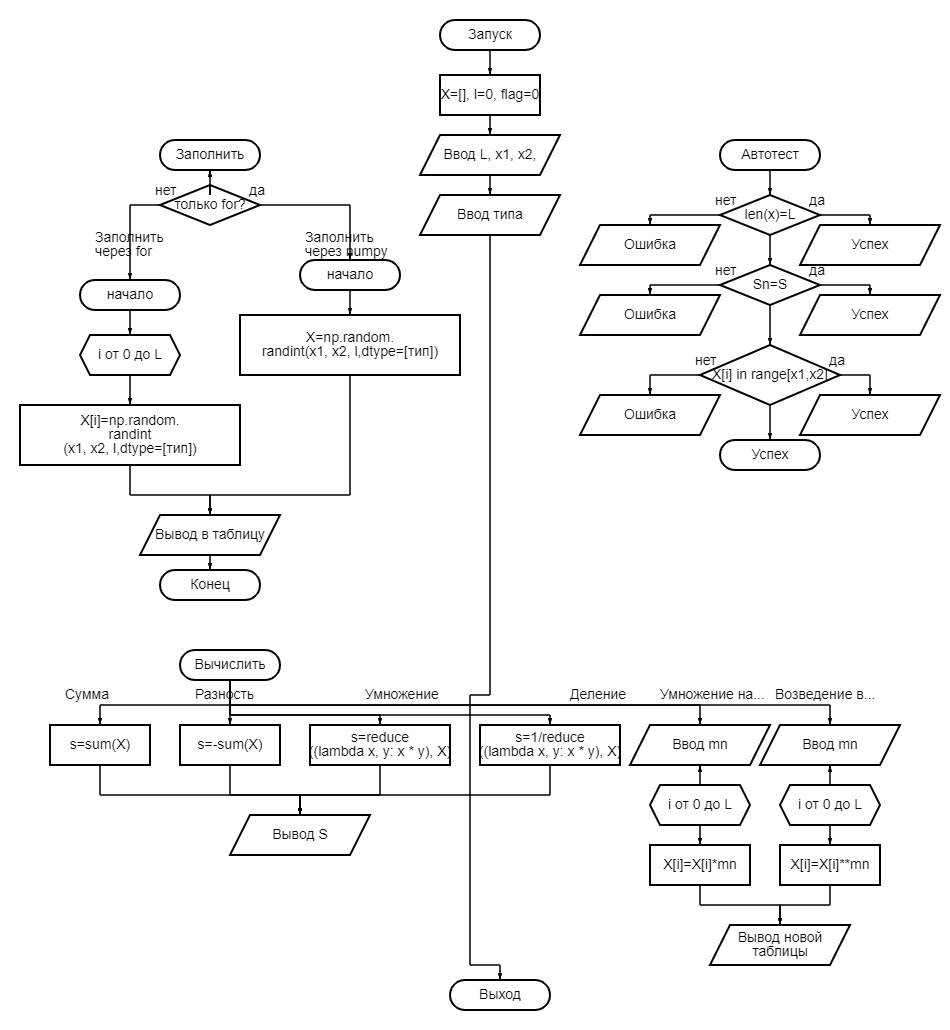 Запуск
X=[], l=0, flag=0
Ввод L, x1, x2,
Ввод типа
Заполнить
нет
да
только for?
Заполнить
через for
Заполнить
через numpy
начало
начало
i от 0 до L
X=np.random.
randint(x1, x2, l,dtype=[тип])
X[i]=np.random.
randint
(x1, x2, l,dtype=[тип])
Вывод в таблицу
Конец
Автотест
нет
да
len(x)=L
Ошибка
Успех
нет
да
Sn=S
Ошибка
Успех
нет
да
X[i] in range[x1,x2]
Ошибка
Успех
Успех
Вычислить
Сумма
Разность
Умножение
Деление
Умножение на...
Возведение в...
s=sum(X)
s=-sum(X)
s=reduce
((lambda x, y: x * y), X)
s=1/reduce
((lambda x, y: x * y), X)
Ввод mn
Ввод mn
i от 0 до L
i от 0 до L
Вывод S
X[i]=X[i]*mn
X[i]=X[i]**mn
Вывод новой
таблицы
Выход